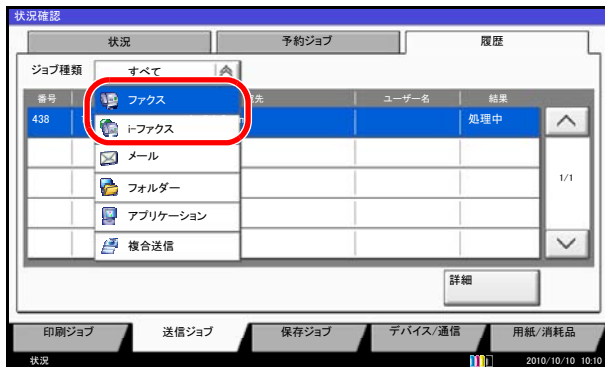 状況確認
状況 予約ジョブ 履歴
ジョブ種類 すべて
番号 宛先 ユーザー名 結果
438 処理中
ファクス
i-ファクス
メール
1/1
フォルダー
アプリケーション
複合送信
詳細
印刷ジョブ 送信ジョブ 保存ジョブ デバイス/通信 用紙/消耗品
状況 2010/10/10 10:10